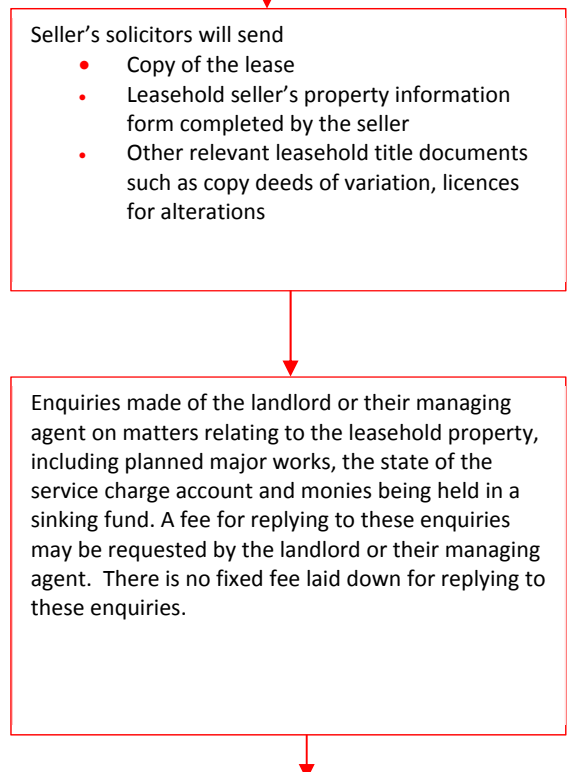 Seller’s solicitors will send
• Copy of the lease
• Leasehold seller’s property information
form completed by the seller
• Other relevant leasehold title documents
such as copy deeds of variation, licences
for alterations
Enquiries made of the landlord or their managing
agent on matters relating to the leasehold property,
including planned major works, the state of the
service charge account and monies being held in a
sinking fund. A fee for replying to these enquiries
may be requested by the landlord or their managing
agent.  There is no fixed fee laid down for replying to
these enquiries.